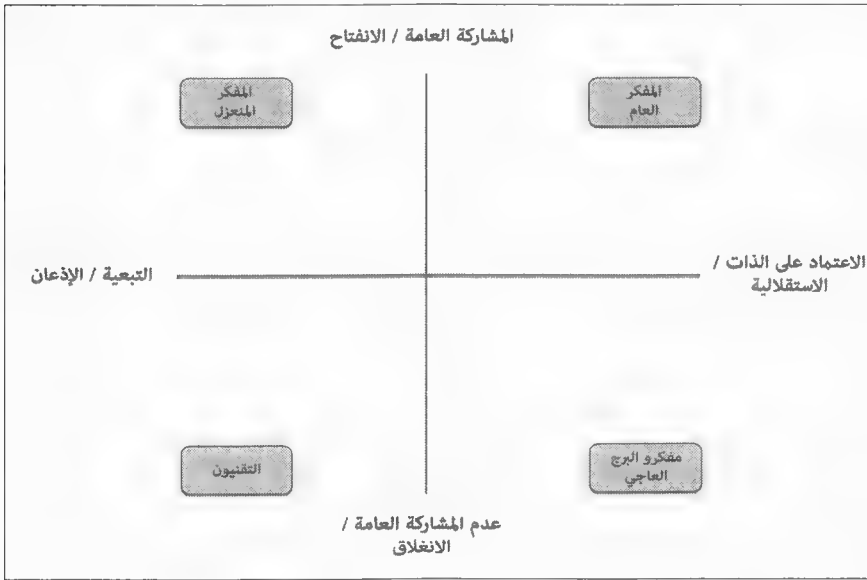 المشاركة العامة / الانفتاح
المفكر
العام
المفكر
المنعزل
الاعتماد على الذات /
الاستقلالية
التبعية / الإذعان
مفكرو البرج
العاجي
التقنيون
عدم المشاركة العامة /
الانغلاق